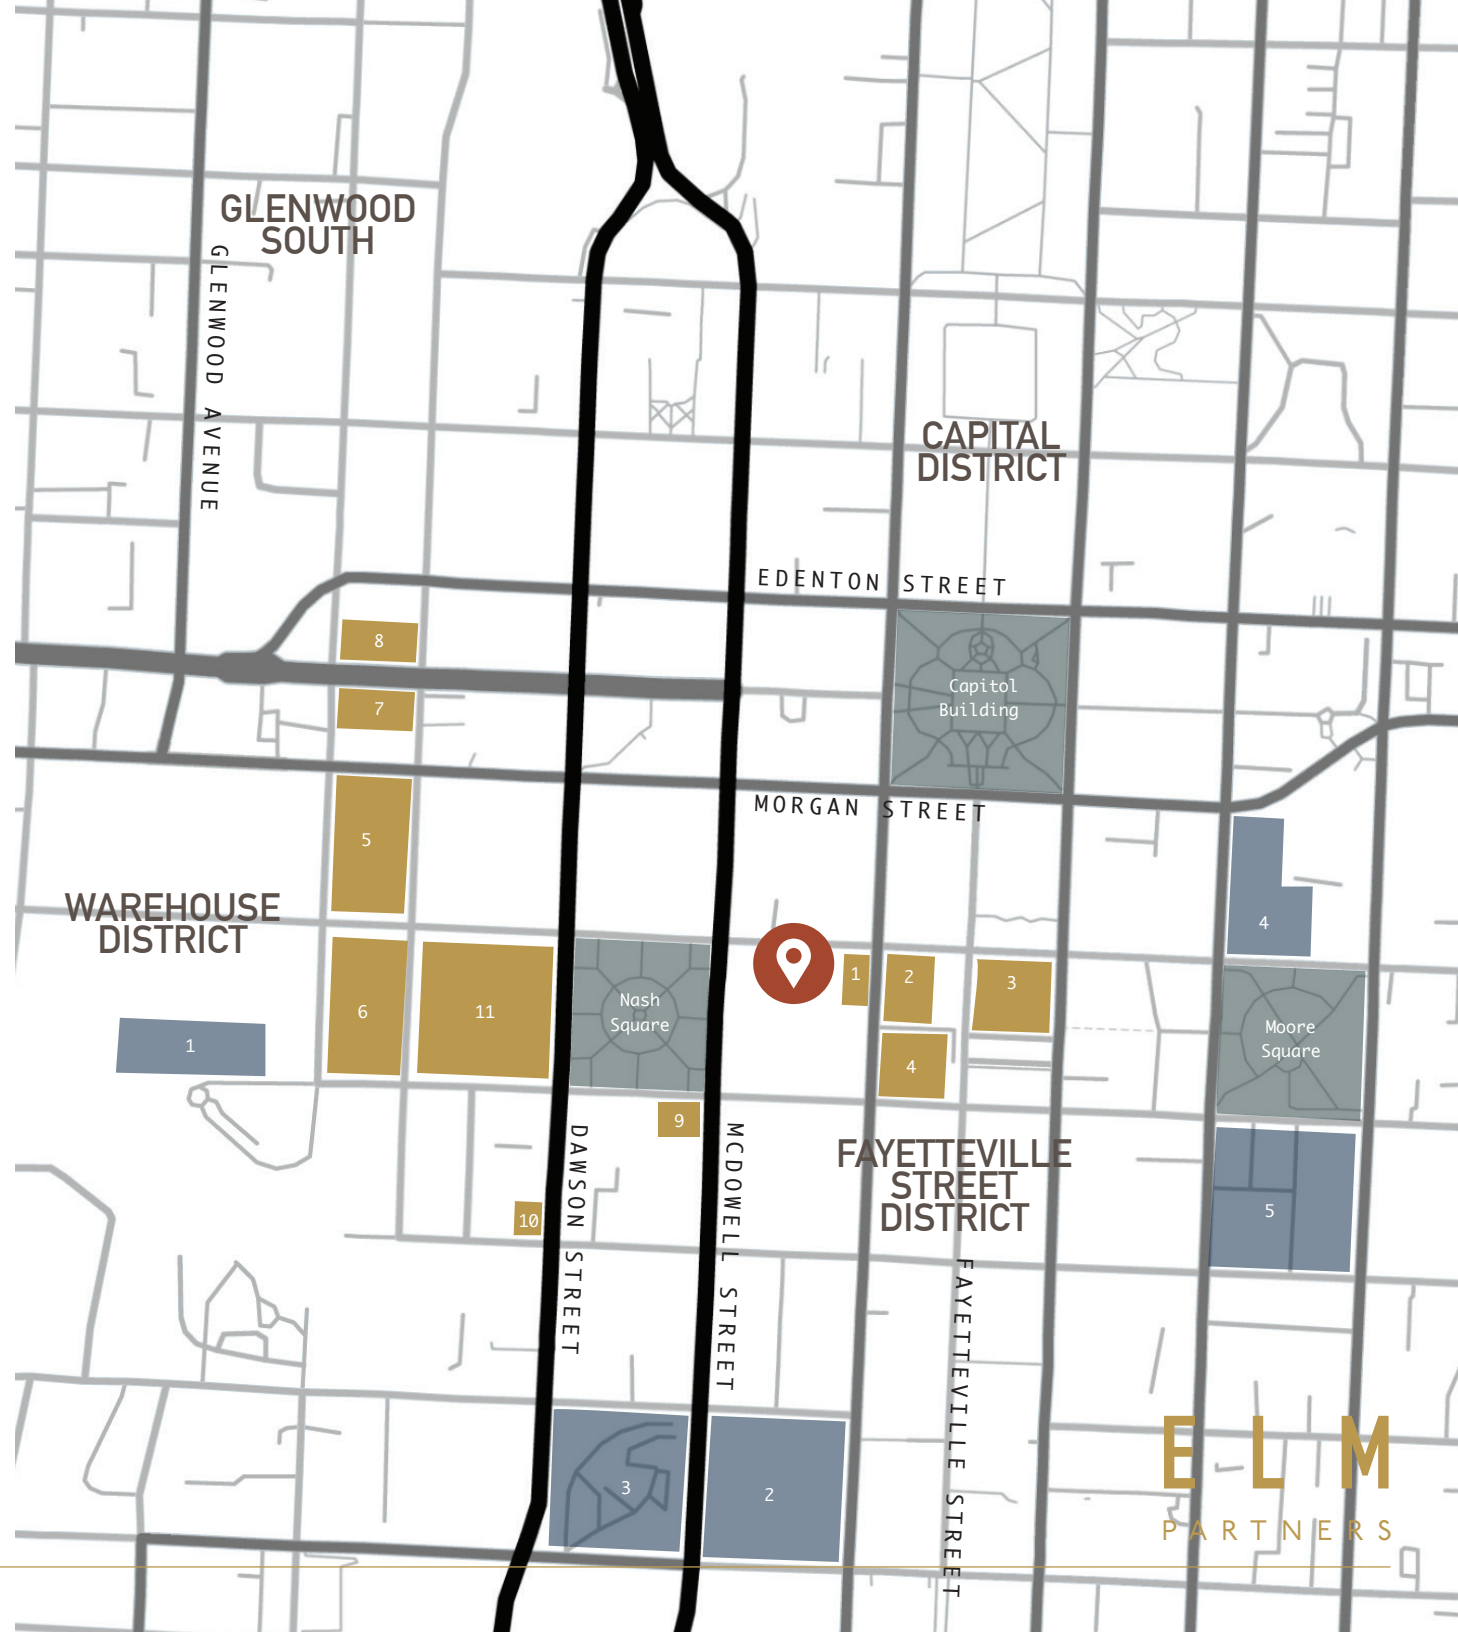 GLENWOOD
SOUTH
GLENWOOD AVENUE
CAPITAL
DISTRICT
EDENTON STREET
8
Capitol
Building
7
MORGAN STREET
5
WAREHOUSE
DISTRICT
4
1
2
3
Nash
Square
6
11
Moore
Square
1
4
9
DAWSON STREET
MCDOWELL STREET
FAYETTEVILLE
STREET
DISTRICT
10
5
FAYETTEVILLE STREET
3
2
ELM
PARTNERS